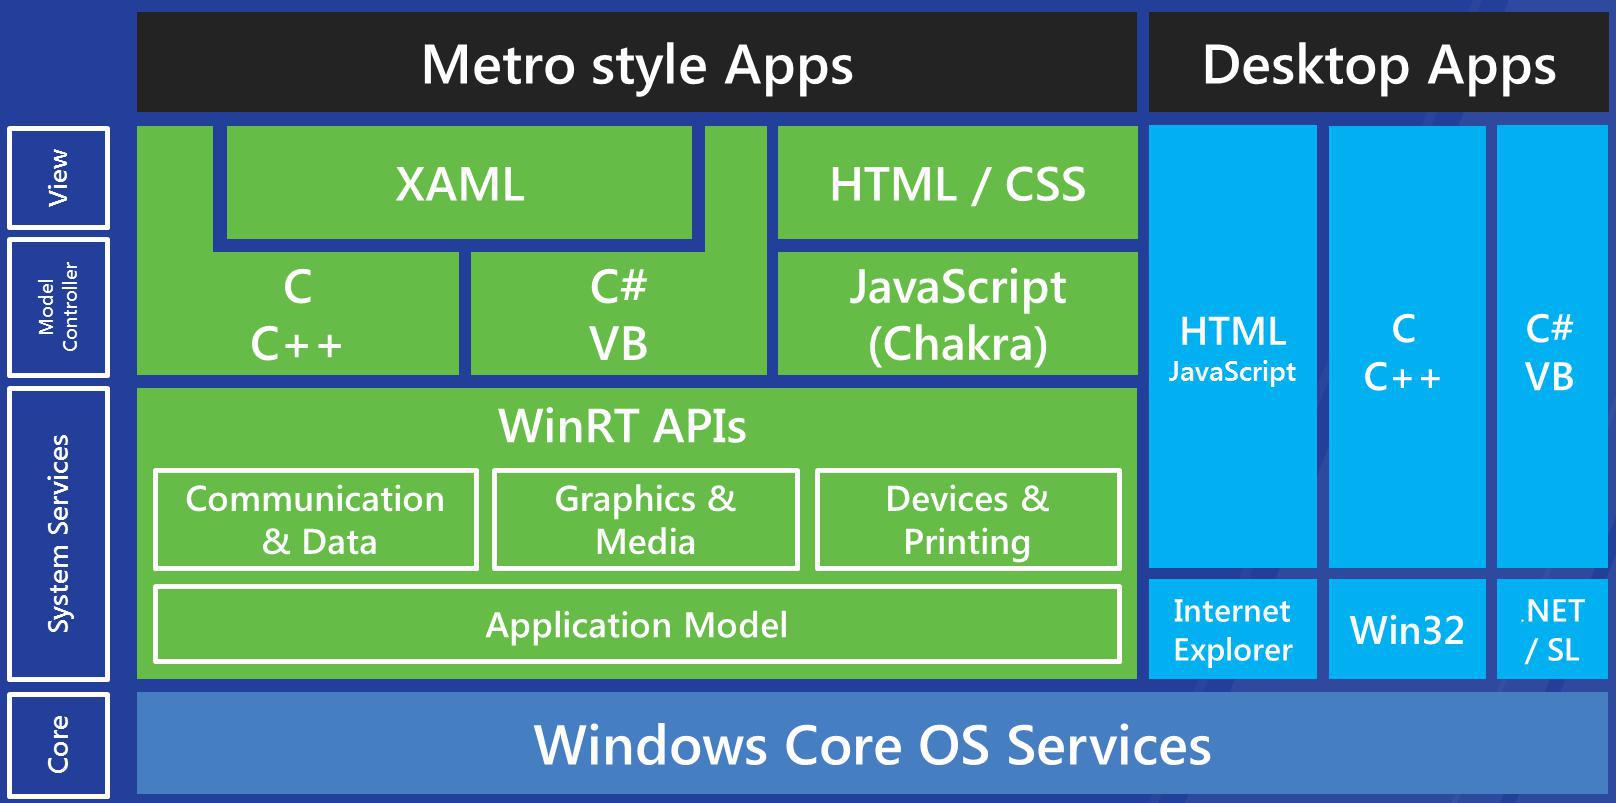 Metro style Apps
Desktop Apps
View
XAML
HTML / CSS
Model
Controller
C
C++
C#
VB
JavaScript
(Chakra)
HTML
JavaScript
C
C++
C#
VB
System Services
WinRT APIs
Communication
& Data
Graphics &
Media
Devices &
Printing
Application Model
Internet
Explorer
Win32
.NET
/ SL
Core
Windows Core OS Services